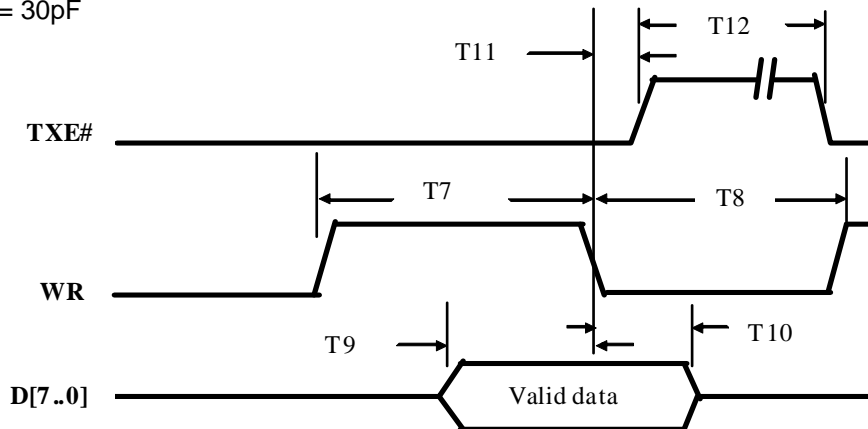 = 30pF
T12
T11
TXE#
T7
T8
WR
T9
T10
D[7..0]
Valid data